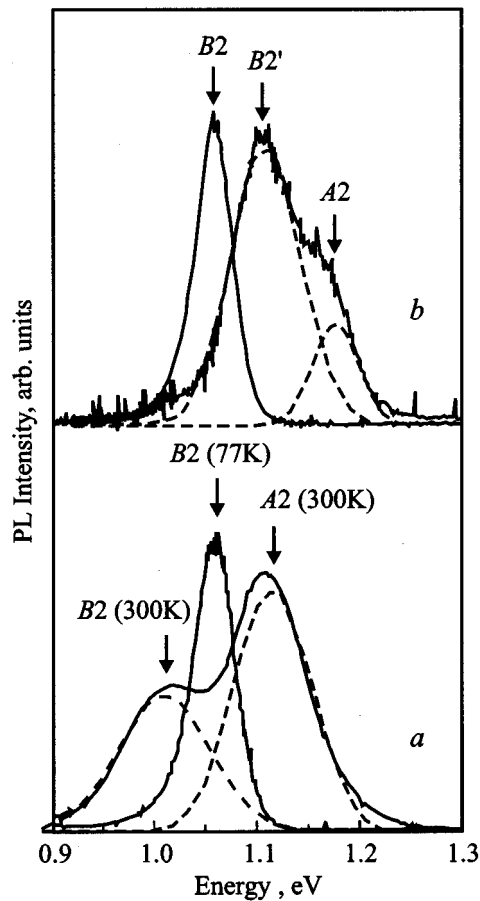 B2
B2'
A2
b
B2 (77K)
A2 (300K)
B2 (300K)
a
PL Intensity, arb. units
0.9 1.0 1.1 1.2 1.3
Energy , eV